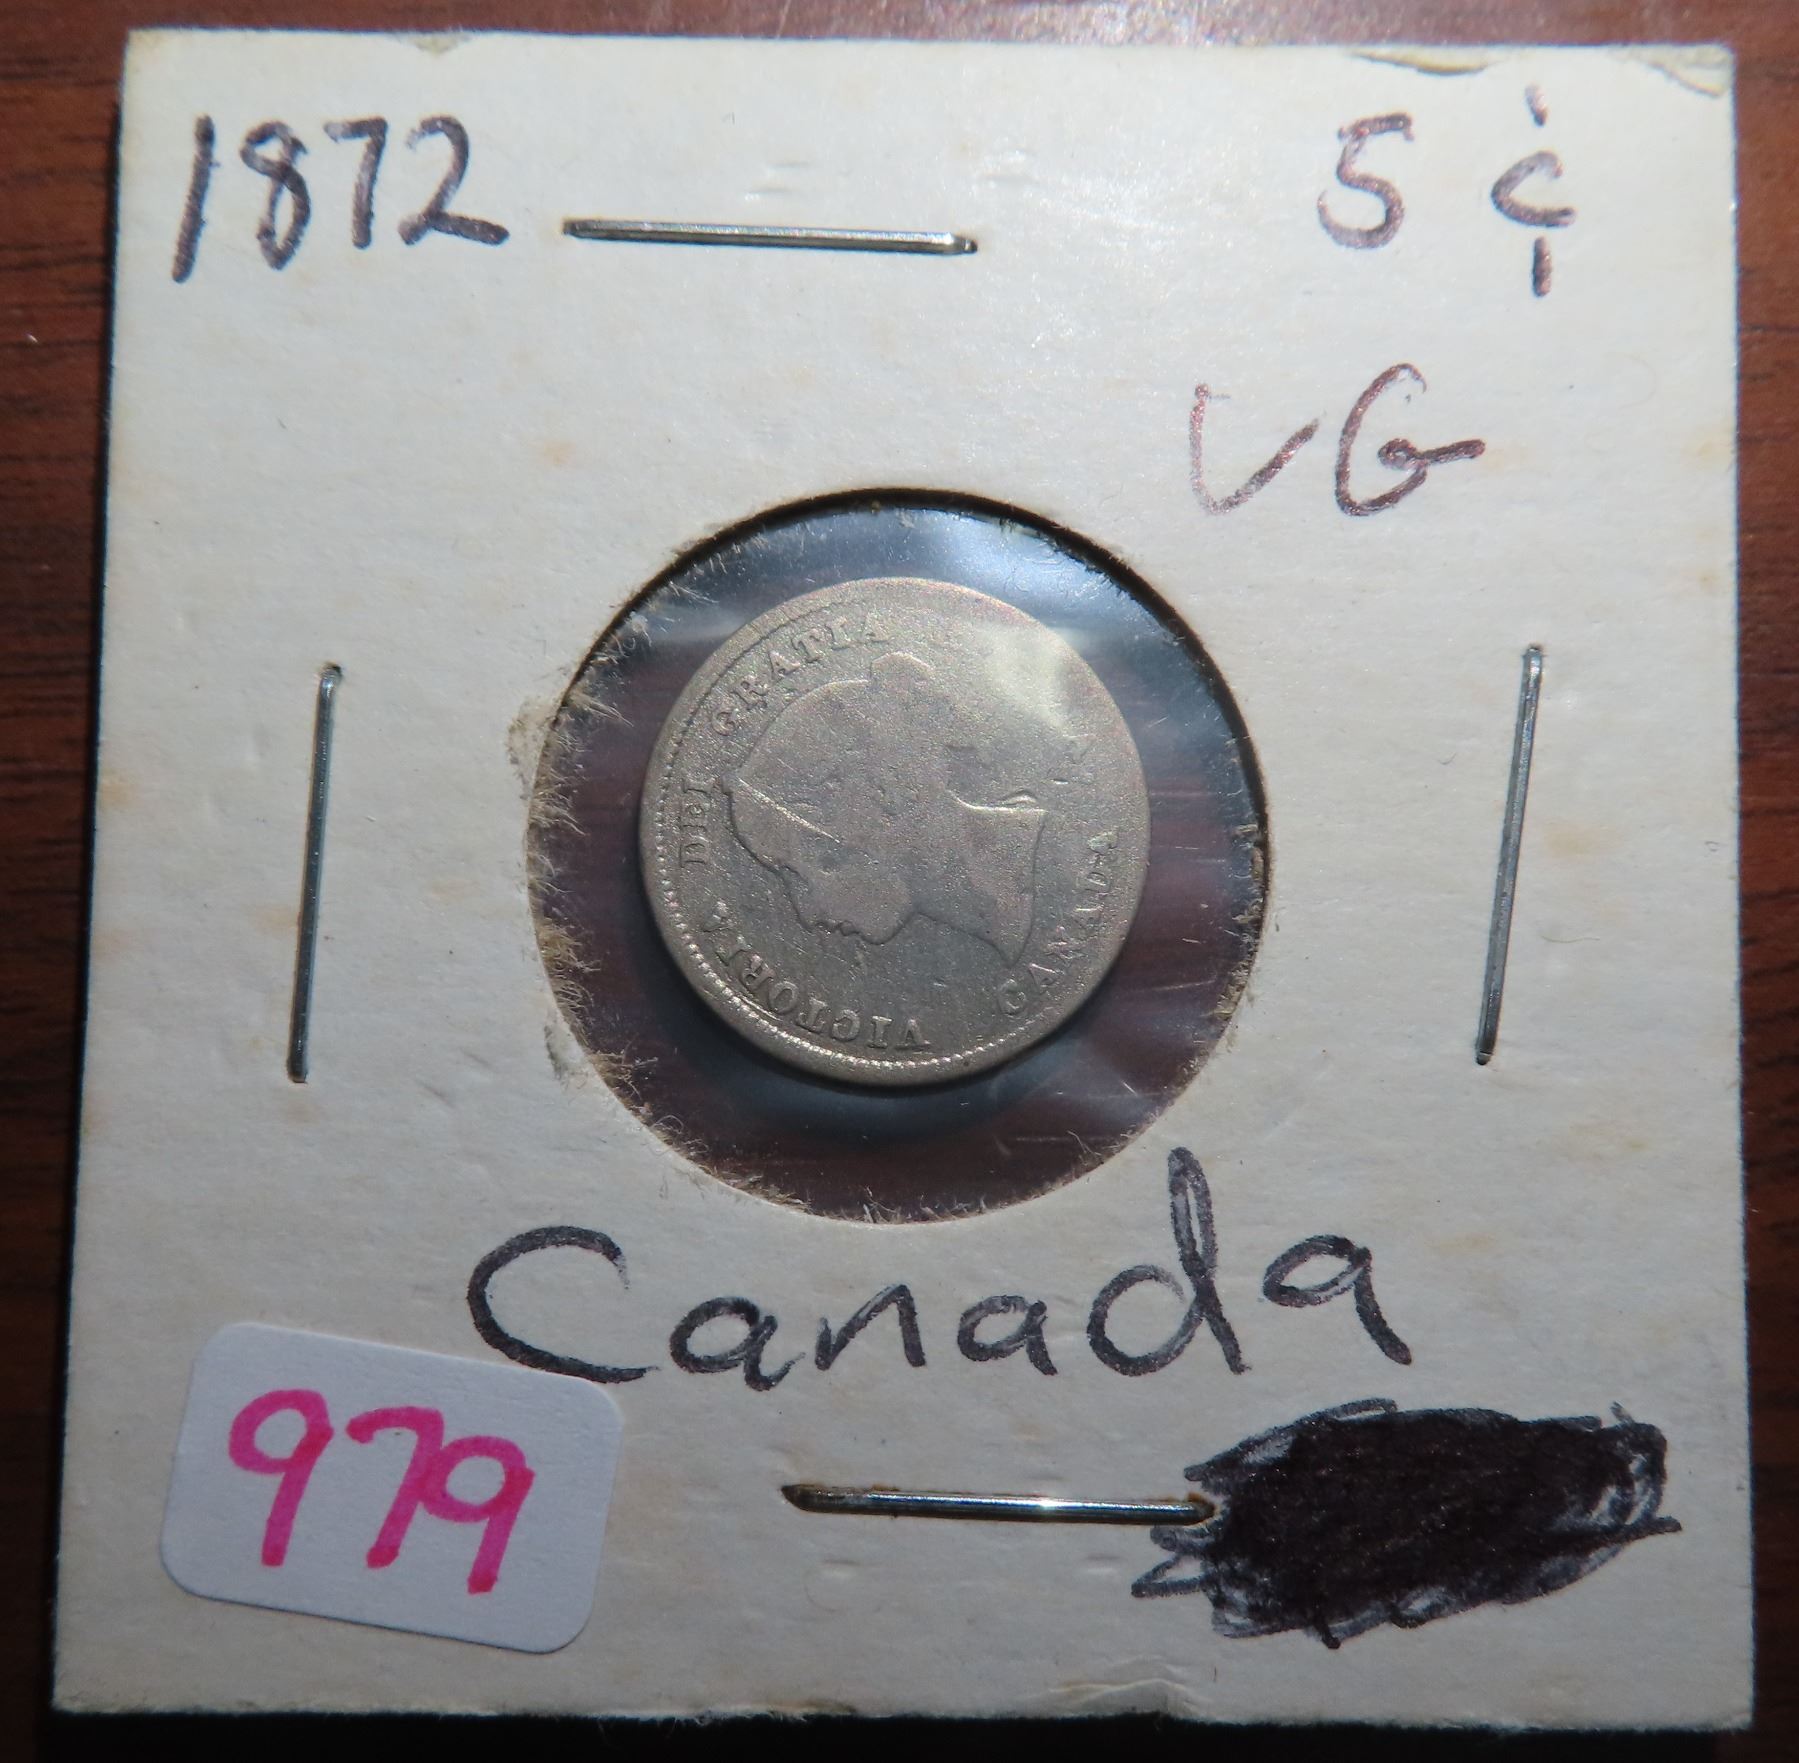 1872 5 ¢
VG
VICTORIA DEI GRATIA
CANADA
Canada
979